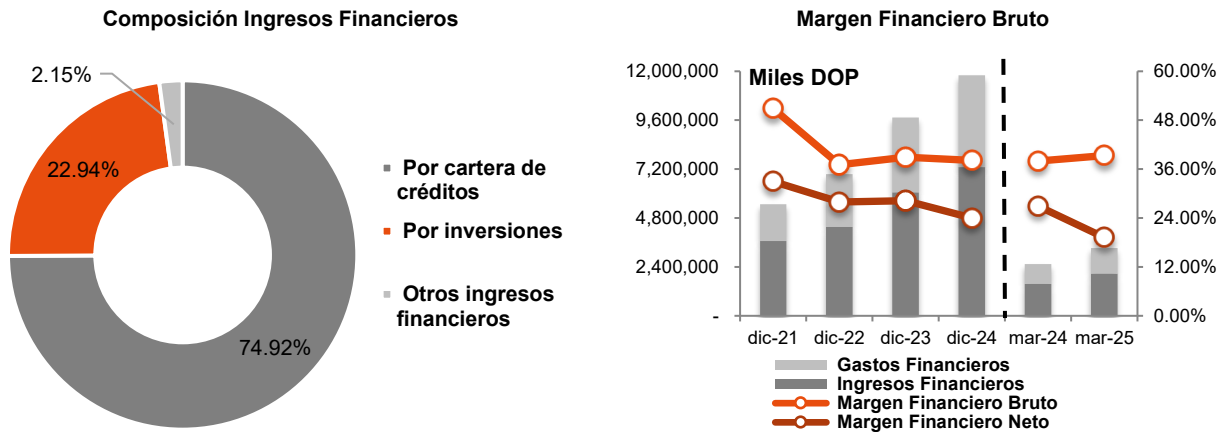 Composición Ingresos Financieros
2.15%
22.94%
74.92%
Por cartera de
créditos
Por inversiones
Otros ingresos
financieros
Margen Financiero Bruto
Miles DOP
12,000,000
9,600,000
7,200,000
4,800,000
2,400,000
-
60.00%
48.00%
36.00%
24.00%
12.00%
0.00%
dic-21 dic-22 dic-23 dic-24 mar-24 mar-25
Gastos Financieros
Ingresos Financieros
Margen Financiero Bruto
Margen Financiero Neto